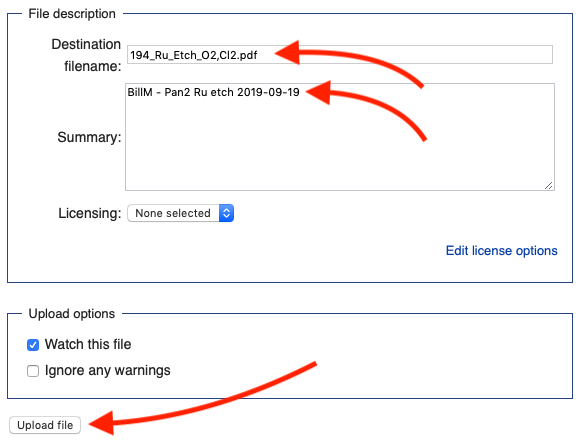 File description
Destination
filename:
194_Ru_Etch_O2,Cl2.pdf
BillM - Pan2 Ru etch 2019-09-19
Summary:
Licensing:
None selected
Edit license options
Upload options
Watch this file
Ignore any warnings
Upload file